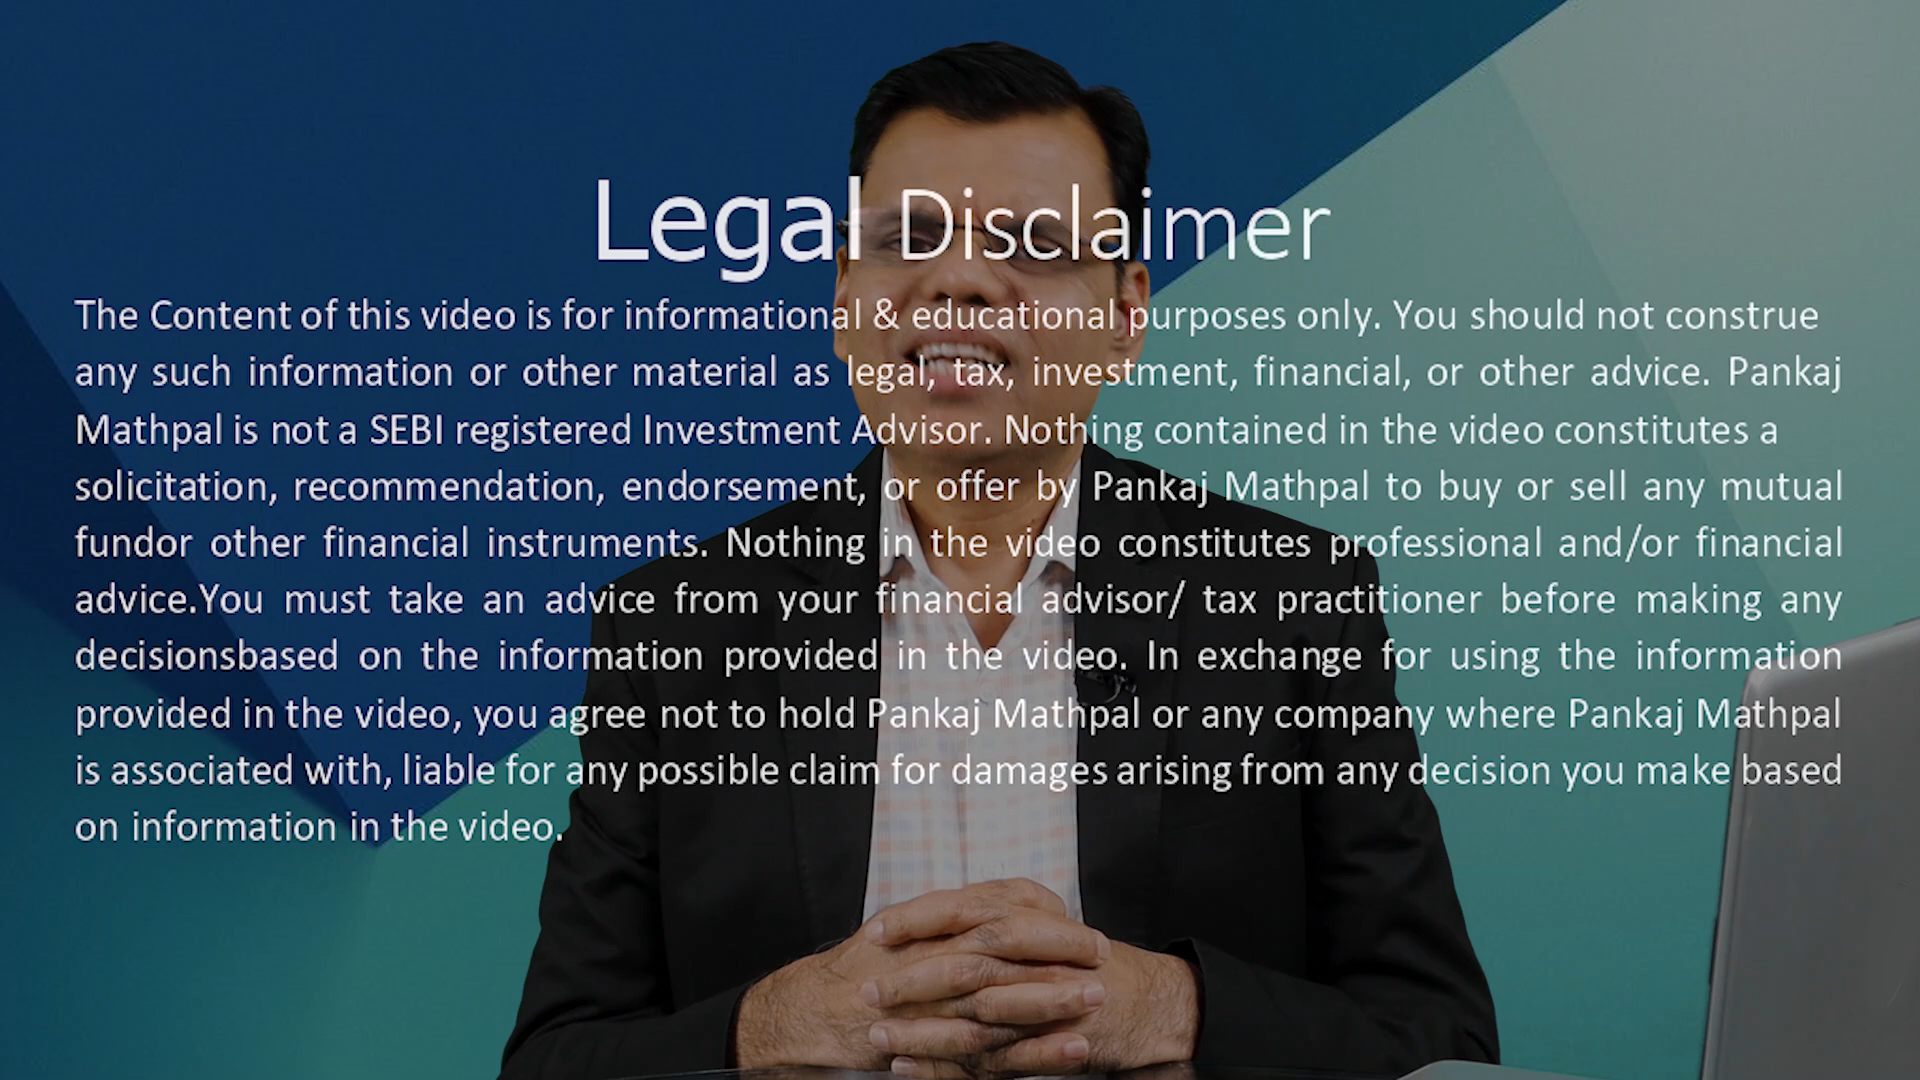 Legal Disclaimer
The Content of this video is for informational & educational purposes only. You should not construe
any such information or other material as legal, tax, investment, financial, or other advice. Pankaj
Mathpal is not a SEBI registered Investment Advisor. Nothing contained in the video constitutes a
solicitation, recommendation, endorsement, or offer by Pankaj Mathpal to buy or sell any mutual
fundor other financial instruments. Nothing in the video constitutes professional and/or financial
advice.You must take an advice from your financial advisor/ tax practitioner before making any
decisionsbased on the information provided in the video. In exchange for using the information
provided in the video, you agree not to hold Pankaj Mathpal or any company where Pankaj Mathpal
is associated with, liable for any possible claim for damages arising from any decision you make based
on information in the video.